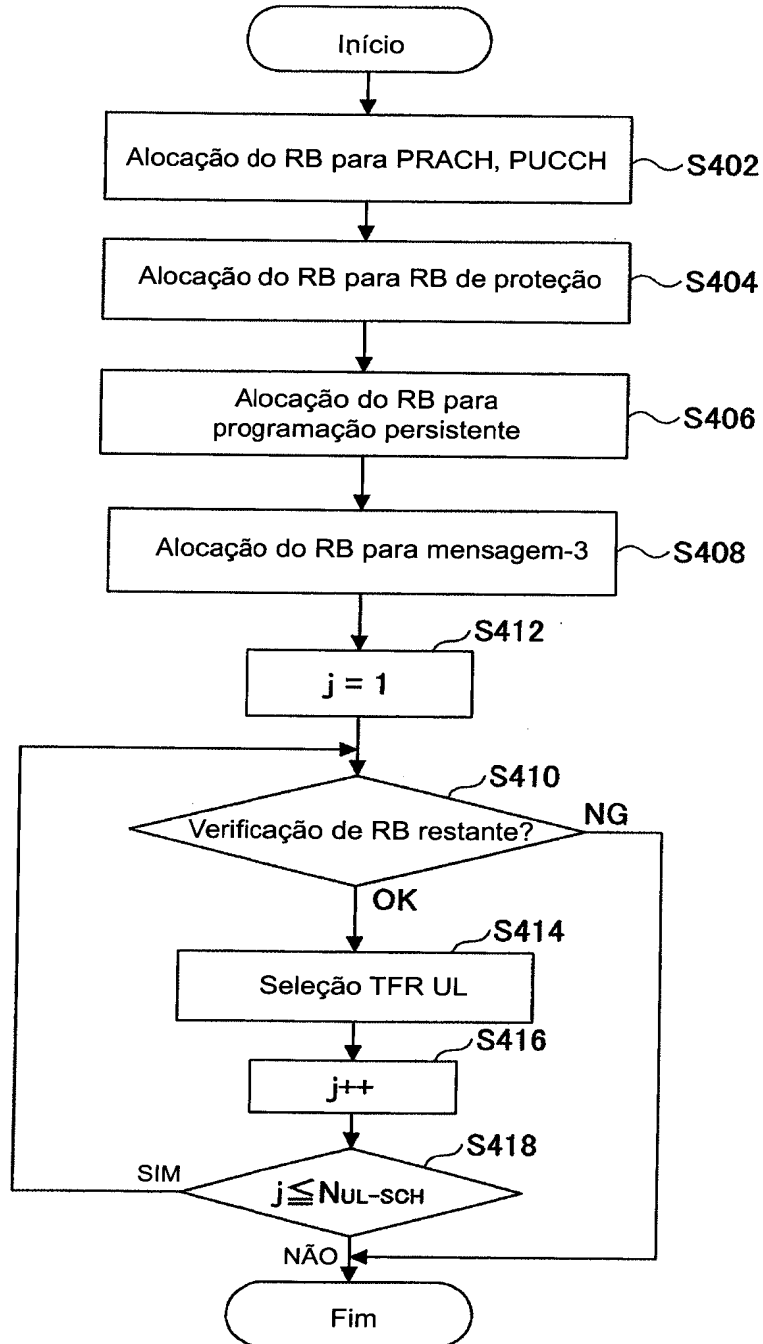 Início
Alocação do RB para PRACH, PUCCH
S402
Alocação do RB para RB de proteção
S404
Alocação do RB para
programação persistente
S406
Alocação do RB para mensagem-3
S408
S412
j = 1
S410
Verificação de RB restante?
NG
OK
S414
Seleção TFR UL
S416
j++
S418
SIM
j≦NUL-SCH
NÃO
Fim